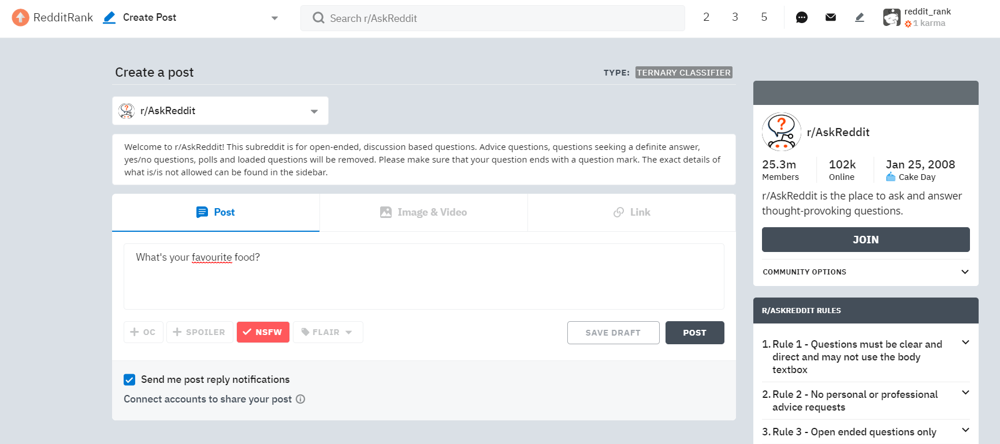 RedditRank
Create Post
Search r/AskReddit
2 3 5
reddit_rank
1 karma
Create a post
TYPE: TERNARY CLASSIFIER
r/AskReddit
Welcome to r/AskReddit! This subreddit is for open-ended, discussion based questions. Advice questions, questions seeking a definite answer,
yes/no questions, polls and loaded questions will be removed. Please make sure that your question ends with a question mark. The exact details of
what is/is not allowed can be found in the sidebar.
Post
Image & Video
Link
What's your favourite food?
OC
SPOILER
NSFW
FLAIR
SAVE DRAFT
POST
Send me post reply notifications
Connect accounts to share your post
r/AskReddit
25.3m 102k Jan 25, 2008
Members Online Cake Day
r/AskReddit is the place to ask and answer
thought-provoking questions.
JOIN
COMMUNITY OPTIONS
R/ASKREDDIT RULES
1. Rule 1 - Questions must be clear and
direct and may not use the body
textbox
2. Rule 2 - No personal or professional
advice requests
3. Rule 3 - Open ended questions only